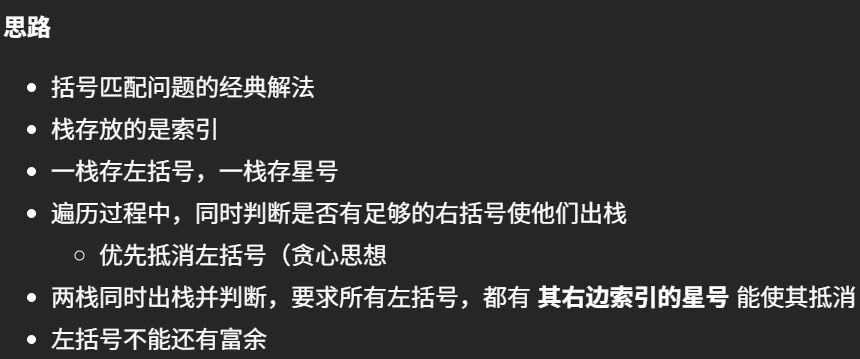 思路
括号匹配问题的经典解法
栈存放的是索引
一栈存左括号，一栈存星号
遍历过程中，同时判断是否有足够的右括号使他们出栈
优先抵消左括号（贪心思想
两栈同时出栈并判断，要求所有左括号，都有 其右边索引的星号 能使其抵消
左括号不能还有富余